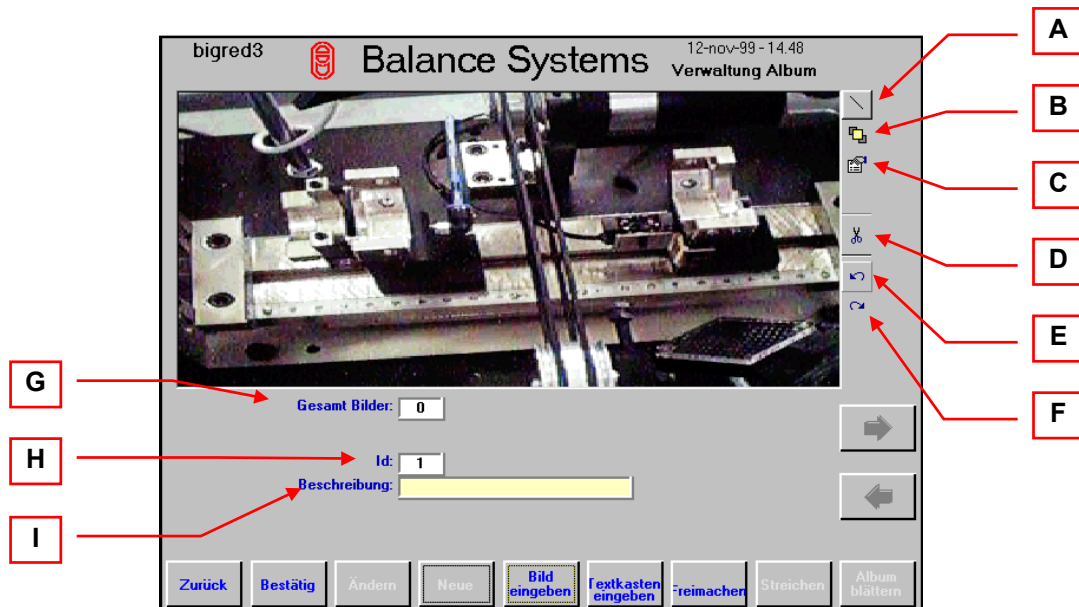 bigred3
Balance Systems
12-nov-99 - 14.48
Verwaltung Album
A
B
C
D
E
F
G
Gesamt Bilder: 0
H
Id: 1
I
Beschreibung:
Zurück
Bestätig
Ändern
Neue
Bild
eingeben
Textkasten
eingeben
Freimachen
Streichen
Album
blättern